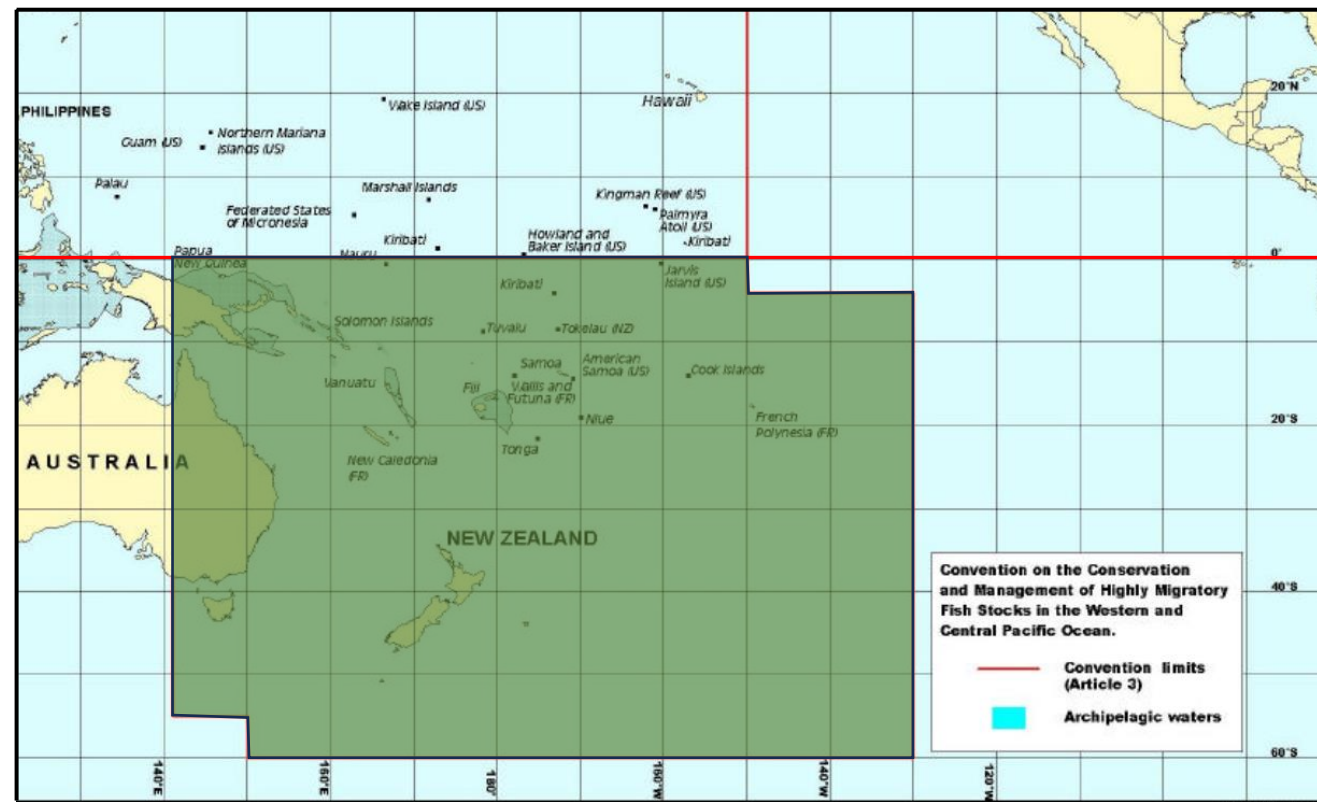 20°N
Hawaii
Wake Island (US)
PHILIPPINES
Northern Mariana
Islands (US)
Guam (US)
Palau
Marshall Islands
Kingman Reef (US)
Federated States
of Micronesia
Palmyra
Atoll (US)
Howland and
Baker Island (US)
Kiribati
Kiribati
Papua
New Guinea
Nauru
0°
Jarvis
Island (US)
Kiribati
Solomon Islands
Tuvalu
Tokelau (NZ)
Samoa
American
Samoa (US)
Cook Islands
Vanuatu
Fiji
Wallis and
Futuna (FR)
Niue
French
Polynesia (FR)
20°S
Tonga
AUSTRALIA
New Caledonia
(FR)
NEW ZEALAND
Convention on the Conservation
and Management of Highly Migratory
Fish Stocks in the Western and
Central Pacific Ocean.
Convention limits
(Article 3)
Archipelagic waters
40°S
60°S
140°E
150°E
180°
150°W
140°W
120°W